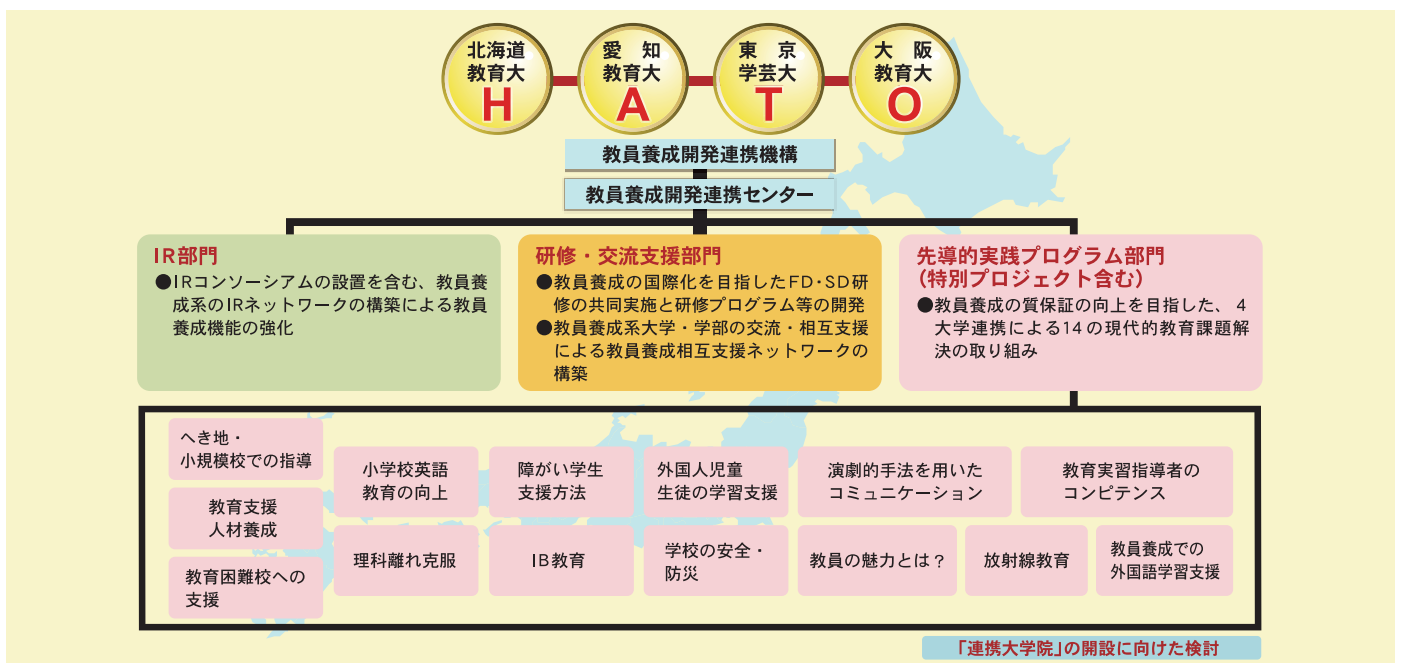 北海道
教育大
H
愛　知
教育大
A
東　京
学芸大
T
大　阪
教育大
O
教員養成開発連携機構
教員養成開発連携センター
IR部門
●IRコンソーシアムの設置を含む、教員養
成系のIRネットワークの構築による教員
養成機能の強化
研修・交流支援部門
●教員養成の国際化を目指したFD・SD研
修の共同実施と研修プログラム等の開発
●教員養成系大学・学部の交流・相互支援
による教員養成相互支援ネットワークの
構築
先導的実践プログラム部門
(特別プロジェクト含む)
●教員養成の質保証の向上を目指した、4
大学連携による14の現代的教育課題解
決の取り組み
へき地・
小規模校での指導
教育支援
人材養成
教育困難校への
支援
小学校英語
教育の向上
理科離れ克服
障がい学生
支援方法
IB教育
外国人児童
生徒の学習支援
学校の安全・
防災
演劇的手法を用いた
コミュニケーション
教員の魅力とは?
教育実習指導者の
コンピテンス
放射線教育
教員養成での
外国語学習支援
「連携大学院」の開設に向けた検討